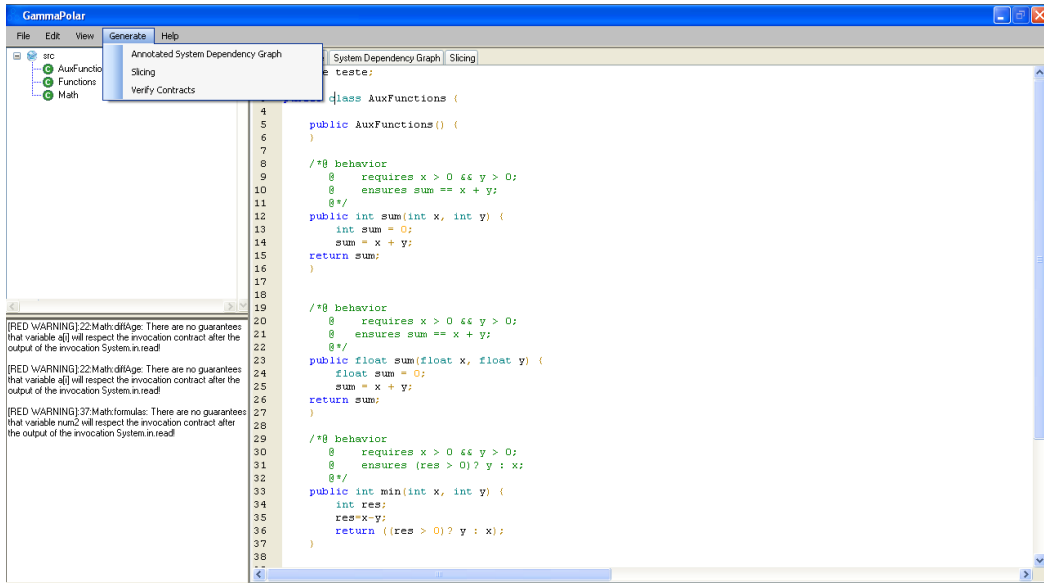 GammaPolar
File Edit View Generate Help
Annotated System Dependency Graph
Slicing
Verify Contracts
src
AuxFunctio
Functions
Math
System Dependency Graph Slicing
e teste;
class AuxFunctions {
4
5 public AuxFunctions() {
6 }
7
8 /*@ behavior
9 @ requires x > 0 && y > 0;
10 @ ensures sum == x + y;
11 @*/
12 public int sum(int x, int y) {
13 int sum = 0;
14 sum = x + y;
15 return sum;
16 }
17
18
19 /*@ behavior
20 @ requires x > 0 && y > 0;
21 @ ensures sum == x + y;
22 @*/
23 public float sum(float x, float y) {
24 float sum = 0;
25 sum = x + y;
26 return sum;
27 }
28
29 /*@ behavior
30 @ requires x > 0 && y > 0;
31 @ ensures (res > 0)? y : x;
32 @*/
33 public int min(int x, int y) {
34 int res;
35 res=x-y;
36 return ((res > 0)? y : x);
37 }
38
[RED WARNING]:22:Math:diffAge: There are no guarantees
that variable a[i] will respect the invocation contract after the
output of the invocation System.in.read!
[RED WARNING]:22:Math:diffAge: There are no guarantees
that variable a[i] will respect the invocation contract after the
output of the invocation System.in.read!
[RED WARNING]:37:Math:formulas: There are no guarantees
that variable num2 will respect the invocation contract after
the output of the invocation System.in.read!